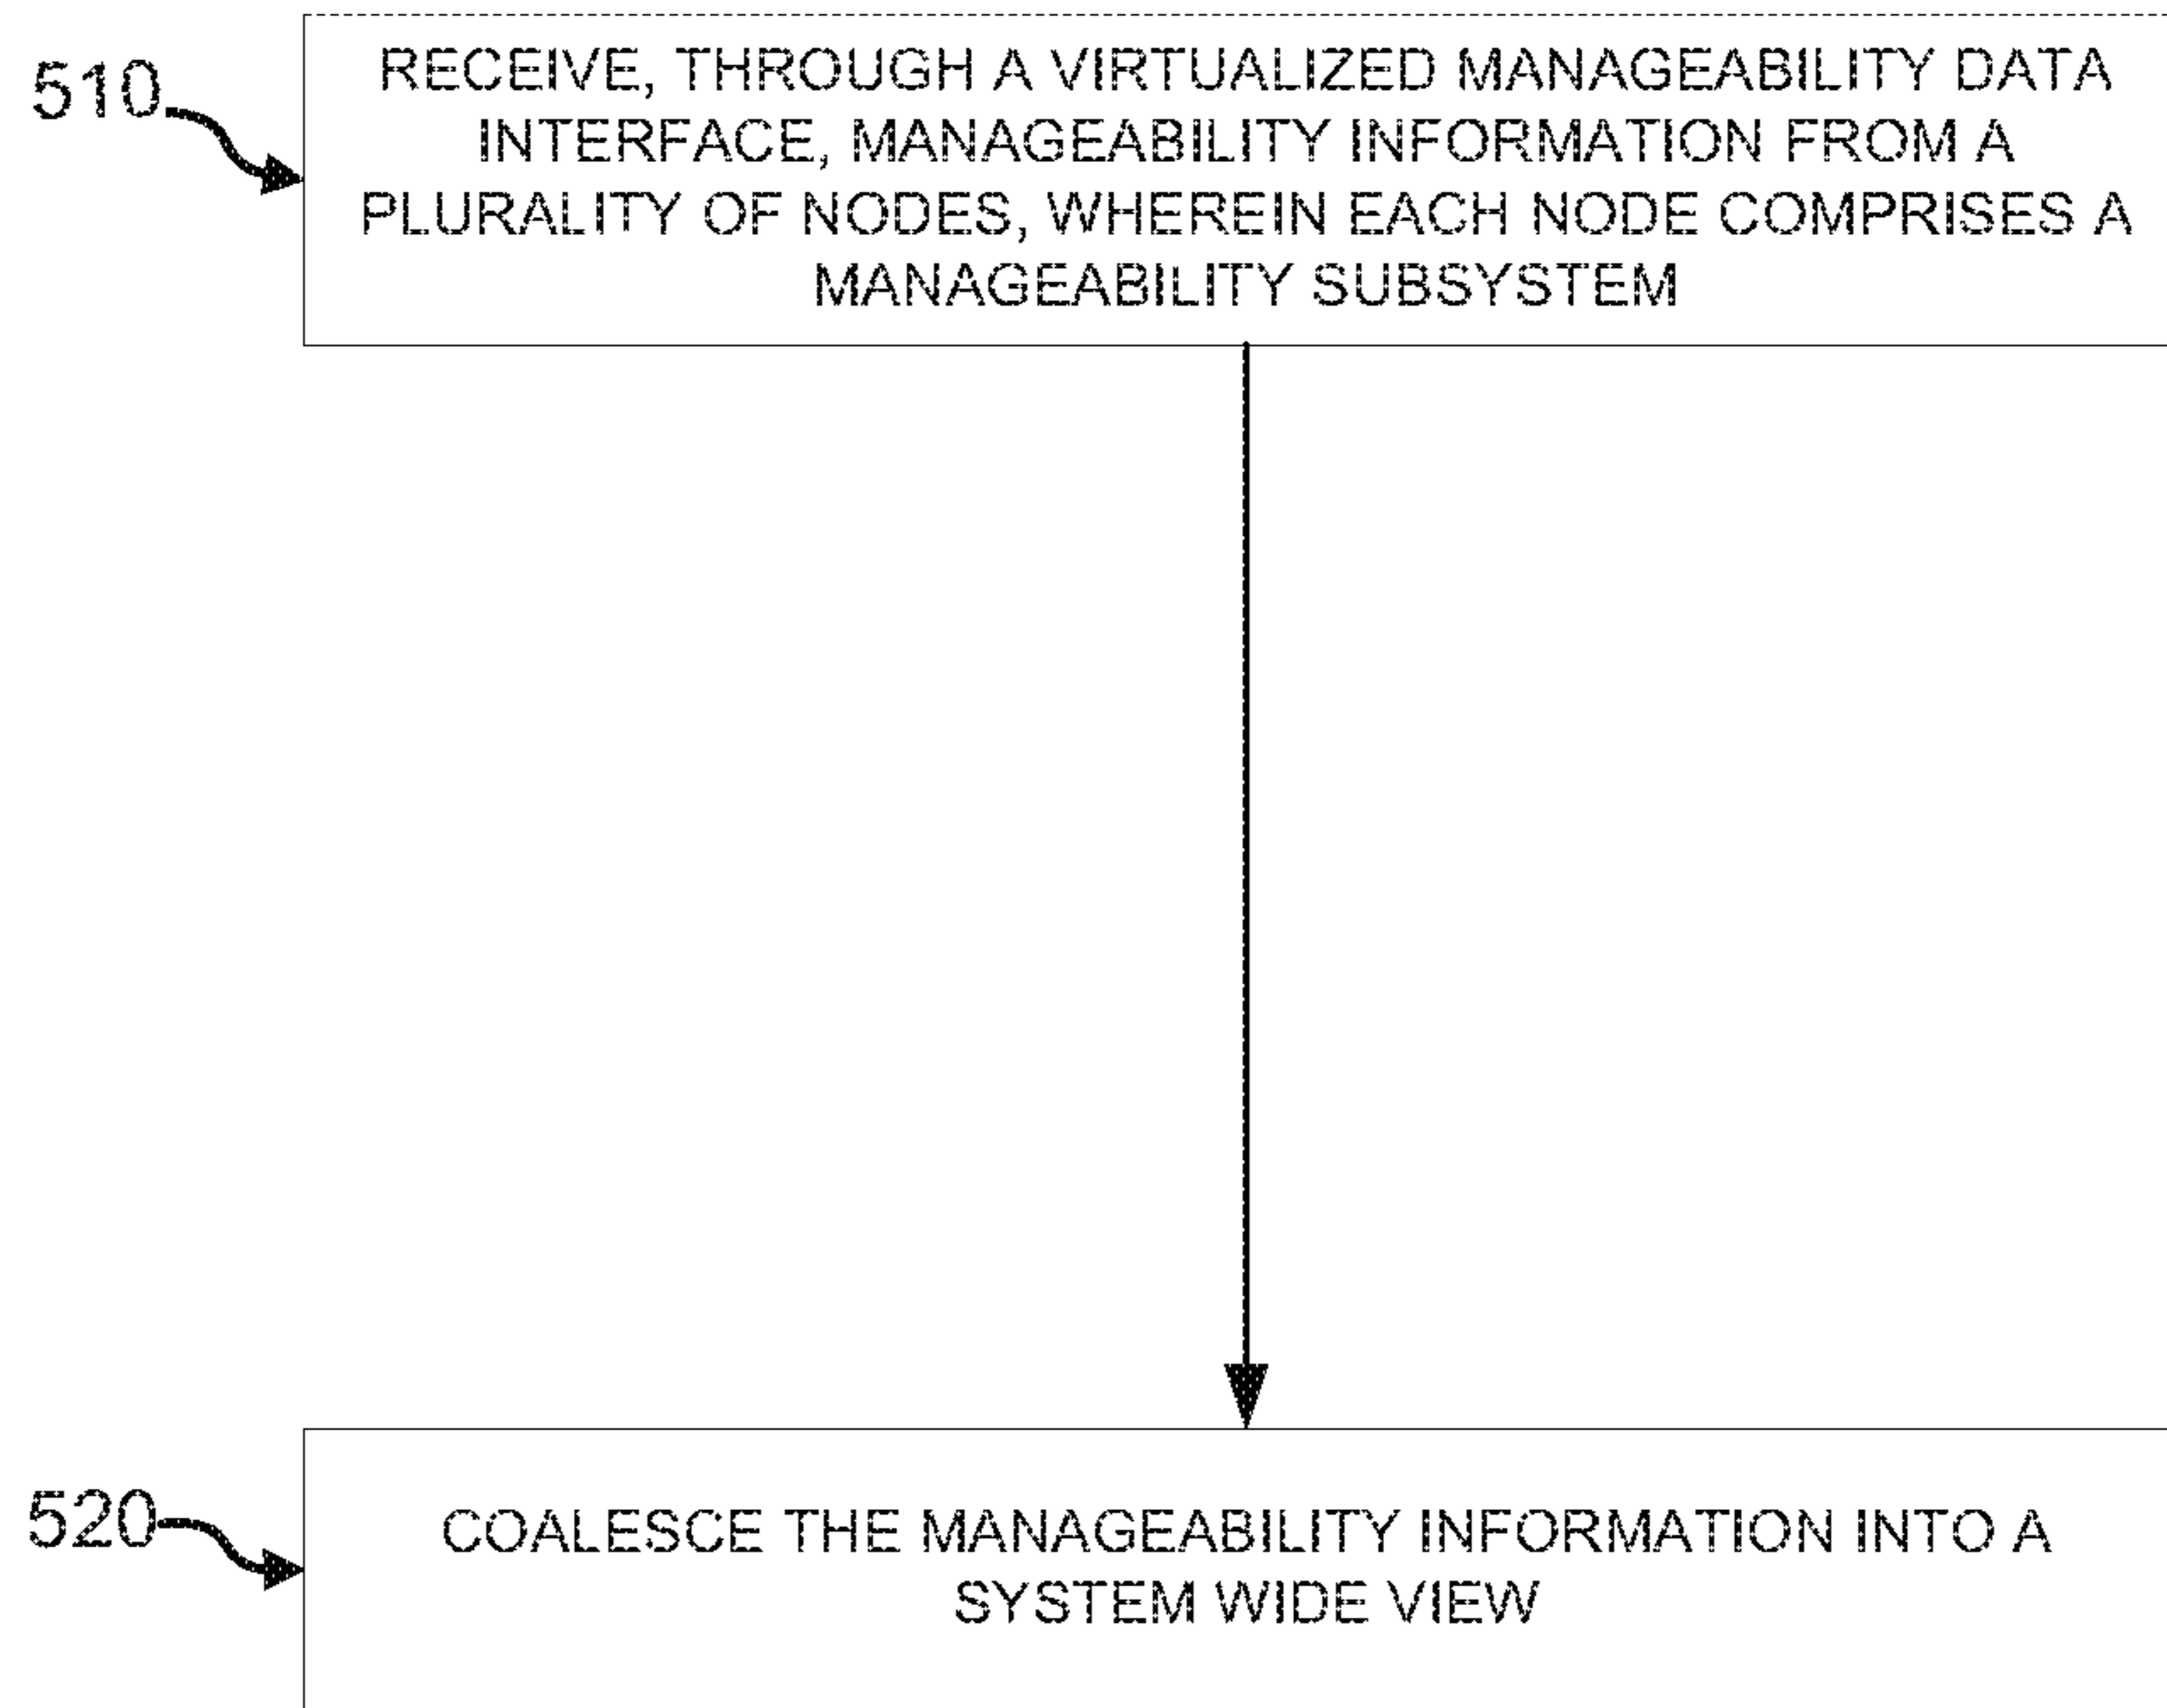 510
RECEIVE, THROUGH A VIRTUALIZED MANAGEABILITY DATA
INTERFACE, MANAGEABILITY INFORMATION FROM A
PLURALITY OF NODES, WHEREIN EACH NODE COMPRISES A
MANAGEABILITY SUBSYSTEM
520
COALESCE THE MANAGEABILITY INFORMATION INTO A
SYSTEM WIDE VIEW